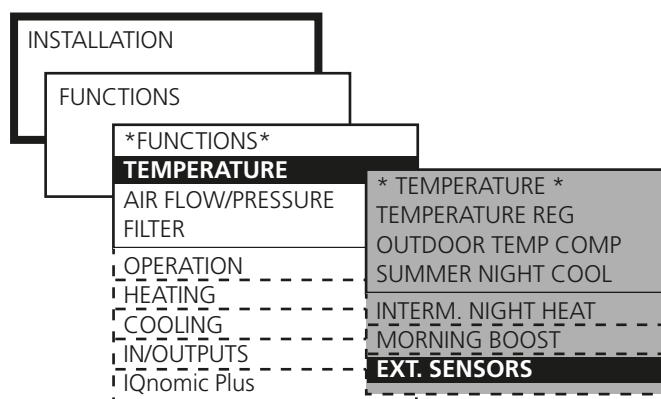 INSTALLATION
FUNCTIONS
*FUNCTIONS*
TEMPERATURE
AIR FLOW/PRESSURE
FILTER
OPERATION
HEATING
COOLING
IN/OUTPUTS
IQnomic Plus
* TEMPERATURE *
TEMPERATURE REG
OUTDOOR TEMP COMP
SUMMER NIGHT COOL
INTERM. NIGHT HEAT
MORNING BOOST
EXT. SENSORS